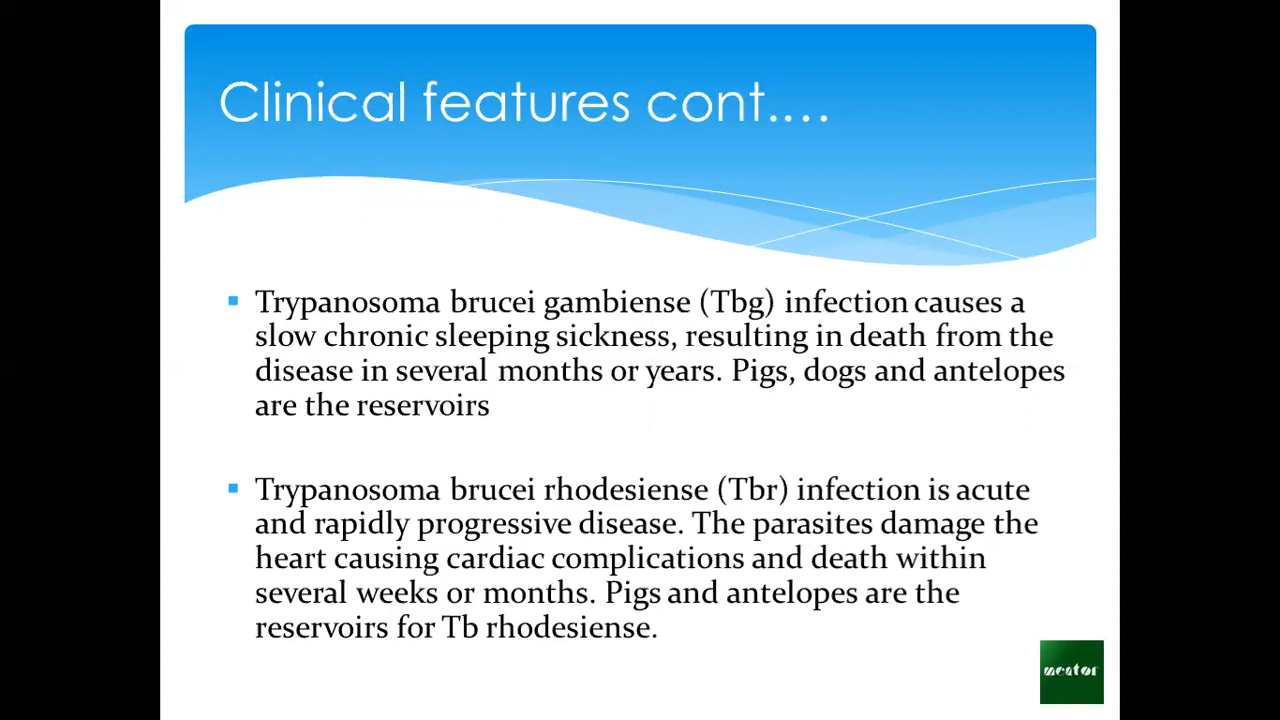 Clinical features cont....
Trypanosoma brucei gambiense (Tbg) infection causes a
slow chronic sleeping sickness, resulting in death from the
disease in several months or years. Pigs, dogs and antelopes
are the reservoirs
Trypanosoma brucei rhodesiense (Tbr) infection is acute
and rapidly progressive disease. The parasites damage the
heart causing cardiac complications and death within
several weeks or months. Pigs and antelopes are the
reservoirs for Tb rhodesiense.